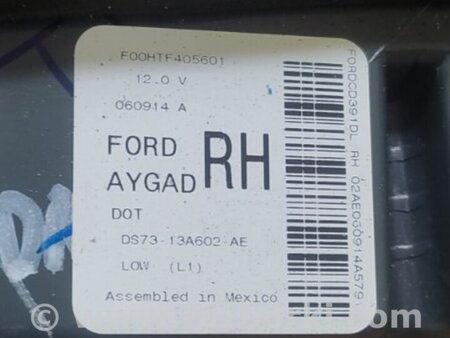 F00HTF405601
12.0 V
060914 A
FORD
AYGAD
RH
DOT
DS73-13A602-AE
LOW (L1)
Assembled in Mexico
FORDCD391DL RH 02AE060914A579
©
.com